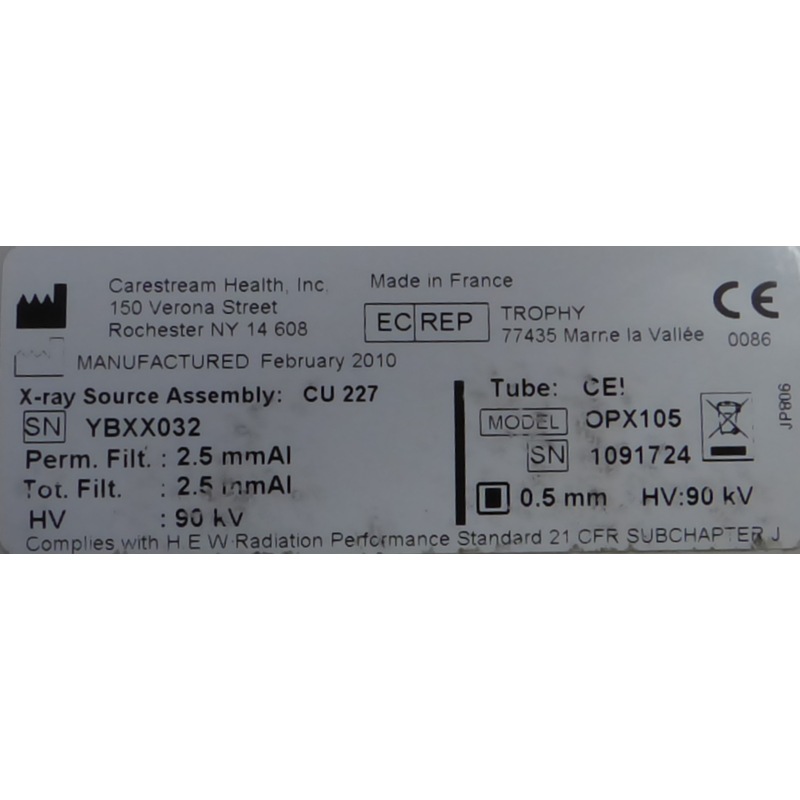 Carestream Health, Inc.
150 Verona Street
Rochester NY 14 608
Made in France
EC REP
TROPHY
77435 Marne la Vallée
CE
0086
MANUFACTURED February 2010
X-ray Source Assembly: CU 227
SN YBXX032
Perm. Filt. : 2.5 mmAl
Tot. Filt. : 2.5 mmAl
HV : 90 kV
Tube: CE!
MODEL OPX105
SN 1091724
0.5 mm HV:90 kV
JP806
Complies with H E W Radiation Performance Standard 21 CFR SUBCHAPTER J